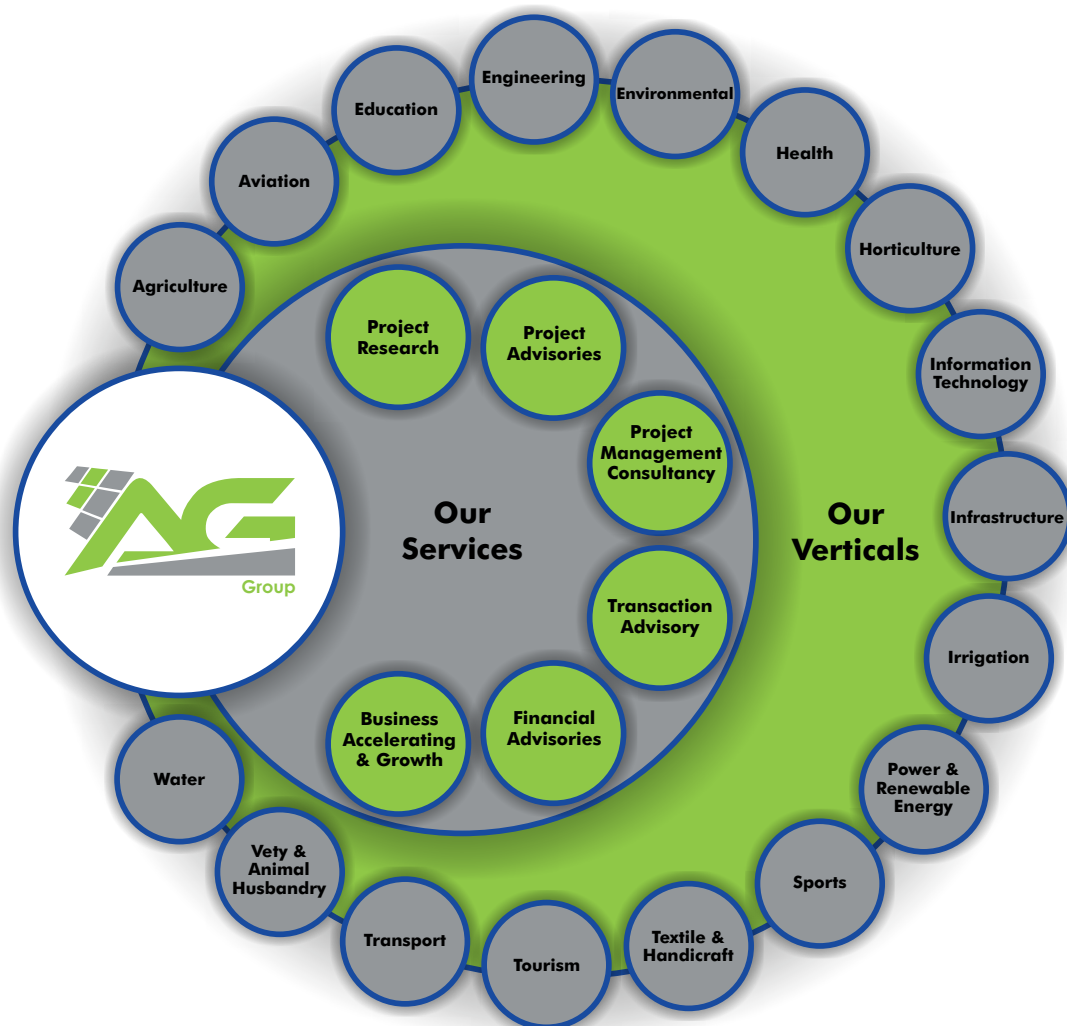 Engineering
Environmental
Education
Health
Aviation
Horticulture
Agriculture
Information
Technology
Infrastructure
Irrigation
Power &
Renewable
Energy
Sports
Textile &
Handicraft
Tourism
Transport
Vety &
Animal
Husbandry
Water
AG
Group
Our
Services
Project
Research
Project
Advisories
Project
Management
Consultancy
Transaction
Advisory
Financial
Advisories
Business
Accelerating
& Growth
Our
Verticals